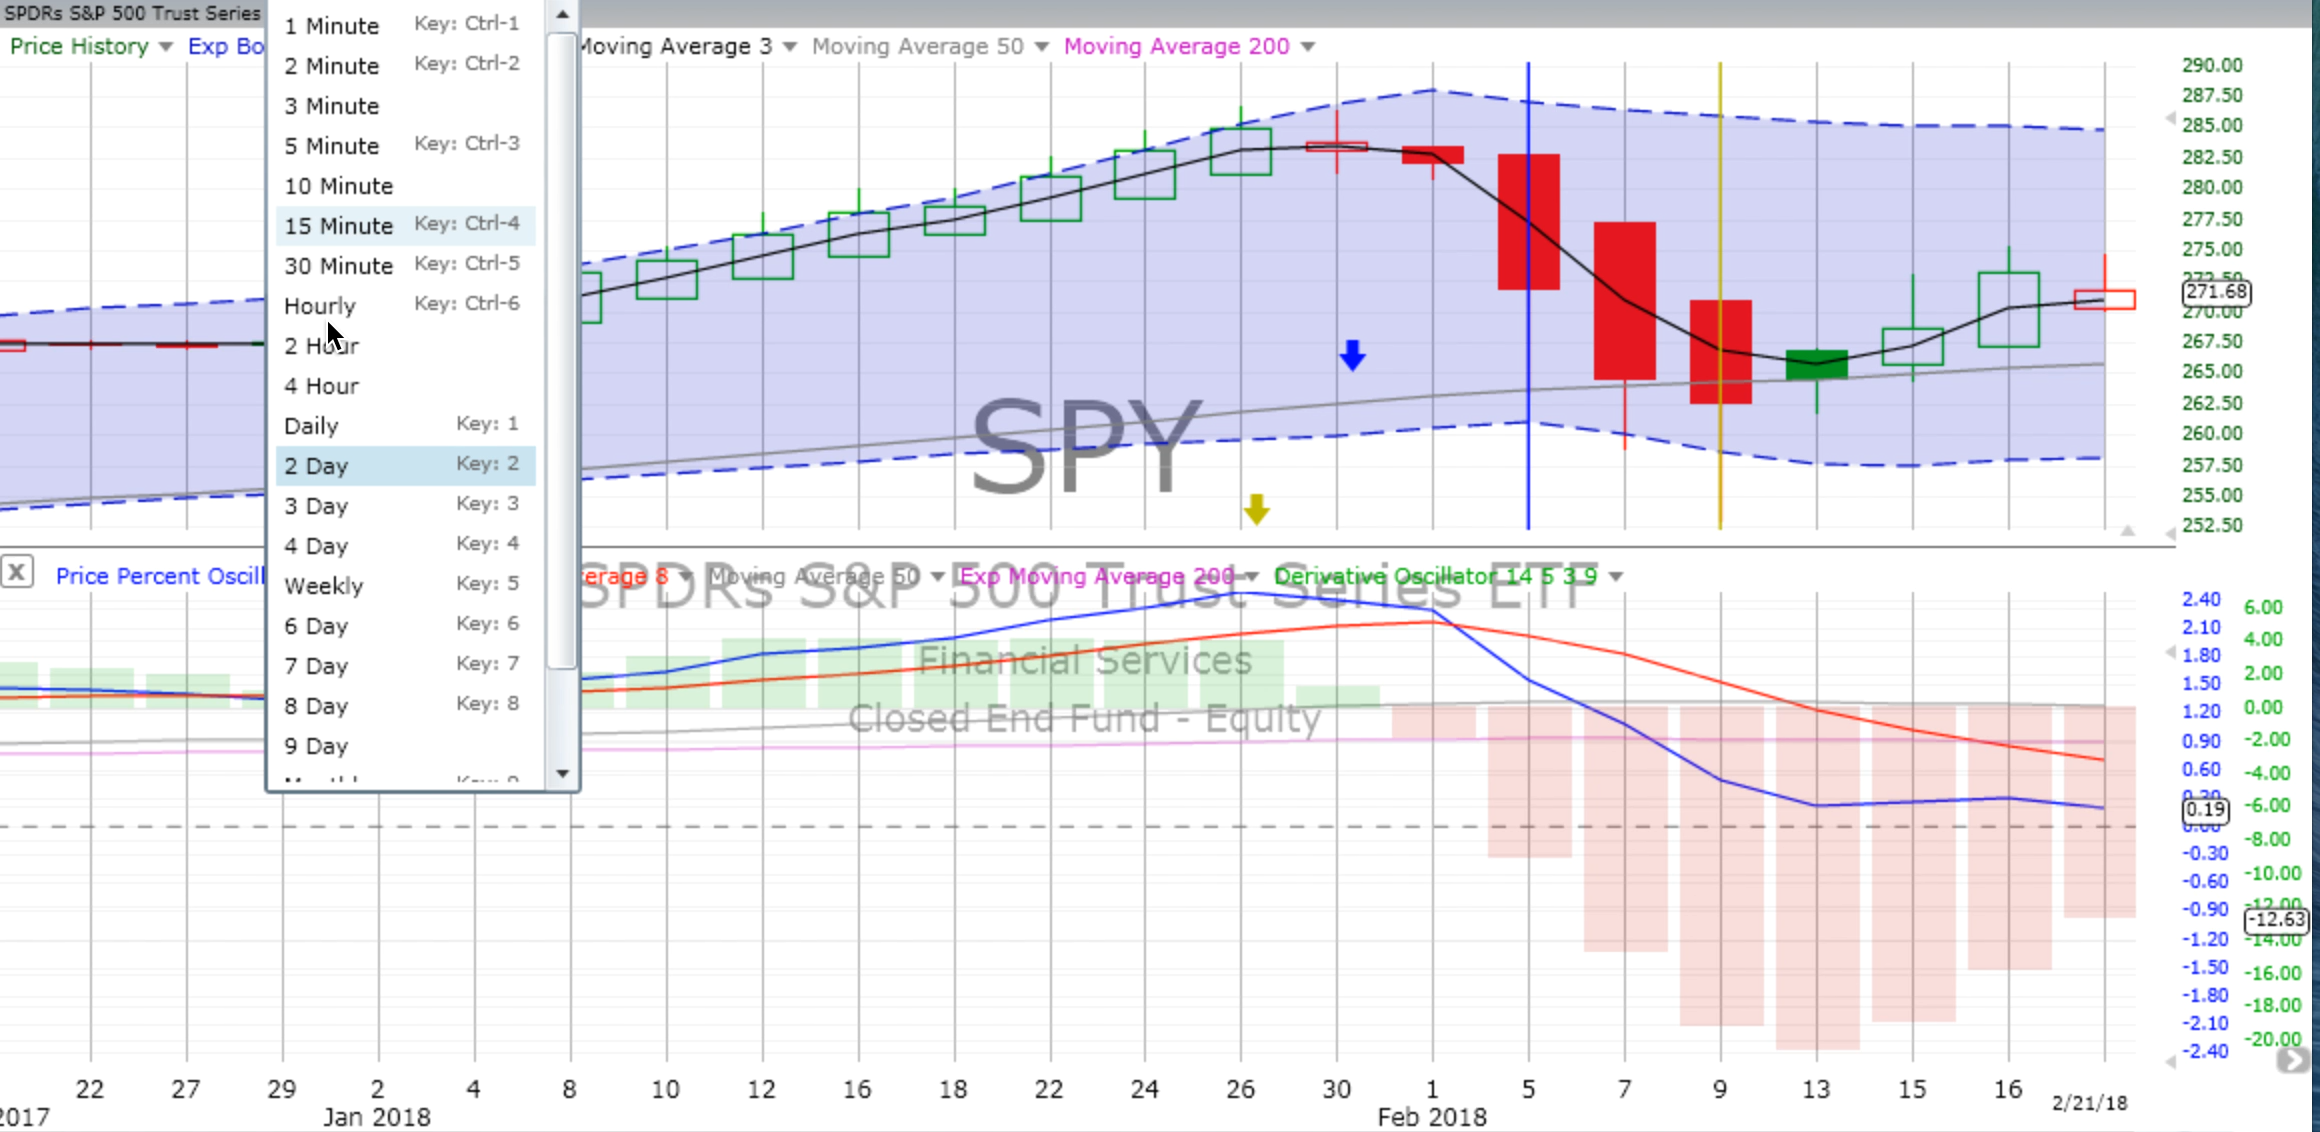 SPDRs S&P 500 Trust Series
Price History Exp Bo Moving Average 3 Moving Average 50 Moving Average 200
1 Minute Key: Ctrl-1
2 Minute Key: Ctrl-2
3 Minute
5 Minute Key: Ctrl-3
10 Minute
15 Minute Key: Ctrl-4
30 Minute Key: Ctrl-5
Hourly Key: Ctrl-6
2 Hour
4 Hour
Daily Key: 1
2 Day Key: 2
3 Day Key: 3
4 Day Key: 4
Weekly Key: 5
6 Day Key: 6
7 Day Key: 7
8 Day Key: 8
9 Day
290.00
287.50
285.00
282.50
280.00
277.50
275.00
272.50
271.68
270.00
267.50
265.00
262.50
260.00
257.50
255.00
252.50
SPY
X Price Percent Oscill erage 8 Moving Average 50 Exp Moving Average 200 Derivative Oscillator 14 5 3 9
SPDRs S&P 500 Trust Series ETF
Financial Services
Closed End Fund - Equity
2.40
2.10
1.80
1.50
1.20
0.90
0.60
0.30
0.19
0.00
-0.30
-0.60
-0.90
-1.20
-1.50
-1.80
-2.10
-2.40
6.00
4.00
2.00
0.00
-2.00
-4.00
-6.00
-8.00
-10.00
-12.00
-12.63
-14.00
-16.00
-18.00
-20.00
22 27 29 2 4 8 10 12 16 18 22 24 26 30 1 5 7 9 13 15 16 2/21/18
2017 Jan 2018 Feb 2018